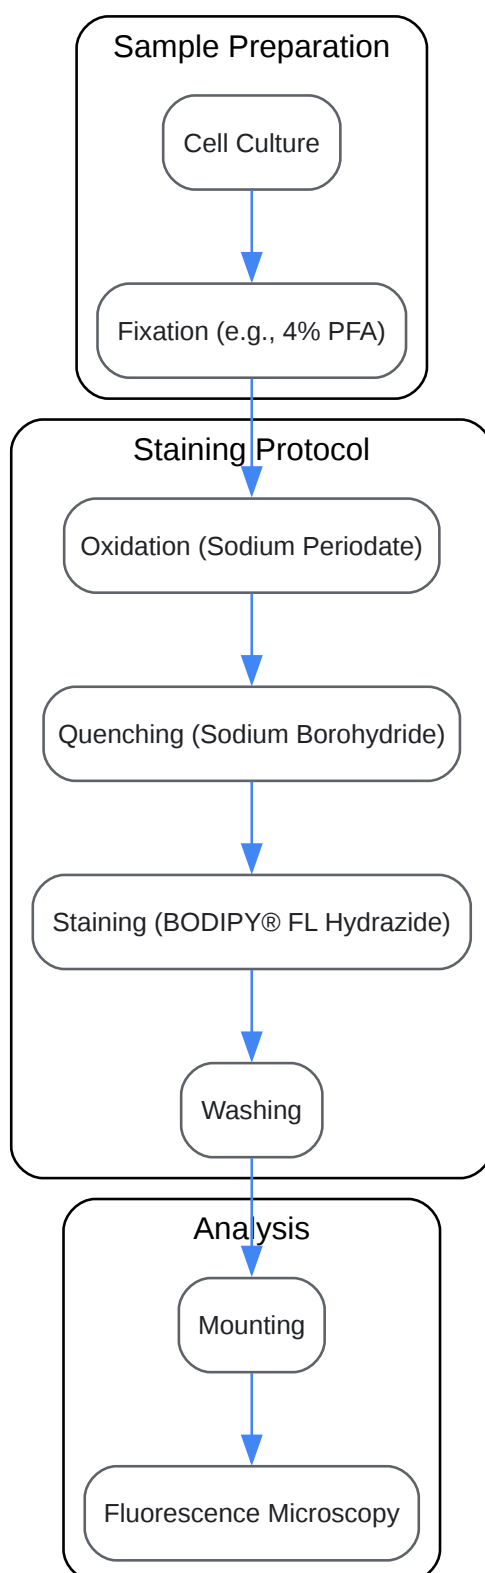 Sample Preparation
Cell Culture
Fixation (e.g., 4% PFA)
Staining Protocol
Oxidation (Sodium Periodate)
Quenching (Sodium Borohydride)
Staining (BODIPY® FL Hydrazide)
Washing
Analysis
Mounting
Fluorescence Microscopy